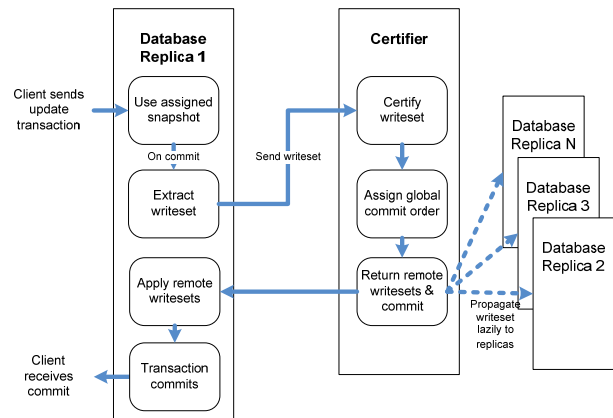 Database
Replica 1
Certifier
Client sends
update
transaction
Use assigned
snapshot
Certify
writeset
On commit
Send writeset
Extract
writeset
Assign global
commit order
Database
Replica N
Database
Replica 3
Database
Replica 2
Apply remote
writesets
Return remote
writesets &
commit
Propagate
writeset
lazily to
replicas
Client
receives
commit
Transaction
commits